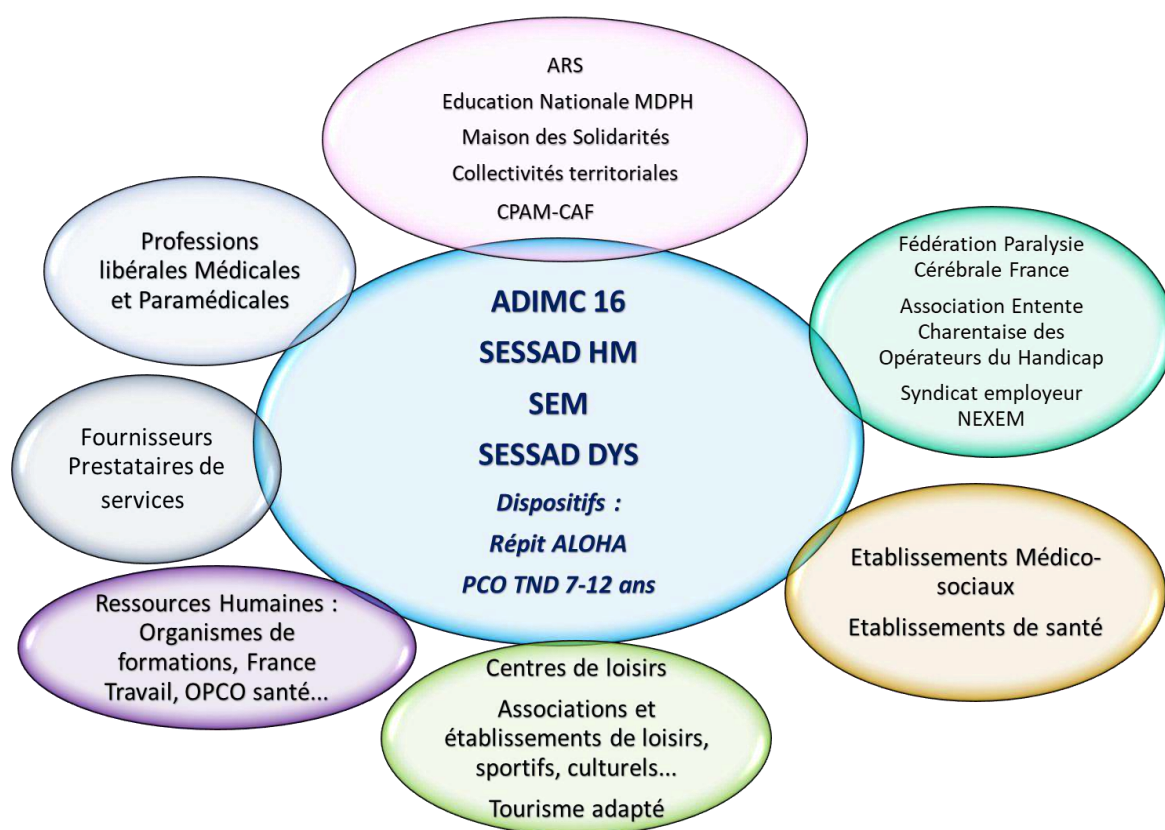 ARS
Education Nationale MDPH
Maison des Solidarités
Collectivités territoriales
CPAM-CAF
Professions
libérales Médicales
et Paramédicales
Fédération Paralysie
Cérébrale France
Association Entente
Charentaise des
Opérateurs du Handicap
Syndicat employeur
NEXEM
ADIMC 16
SESSAD HM
SEM
SESSAD DYS
Dispositifs :
Répit ALOHA
PCO TND 7-12 ans
Fournisseurs
Prestataires de
services
Etablissements Médico-
sociaux
Etablissements de santé
Ressources Humaines :
Organismes de
formations, France
Travail, OPCO santé...
Centres de loisirs
Associations et
établissements de loisirs,
sportifs, culturels...
Tourisme adapté